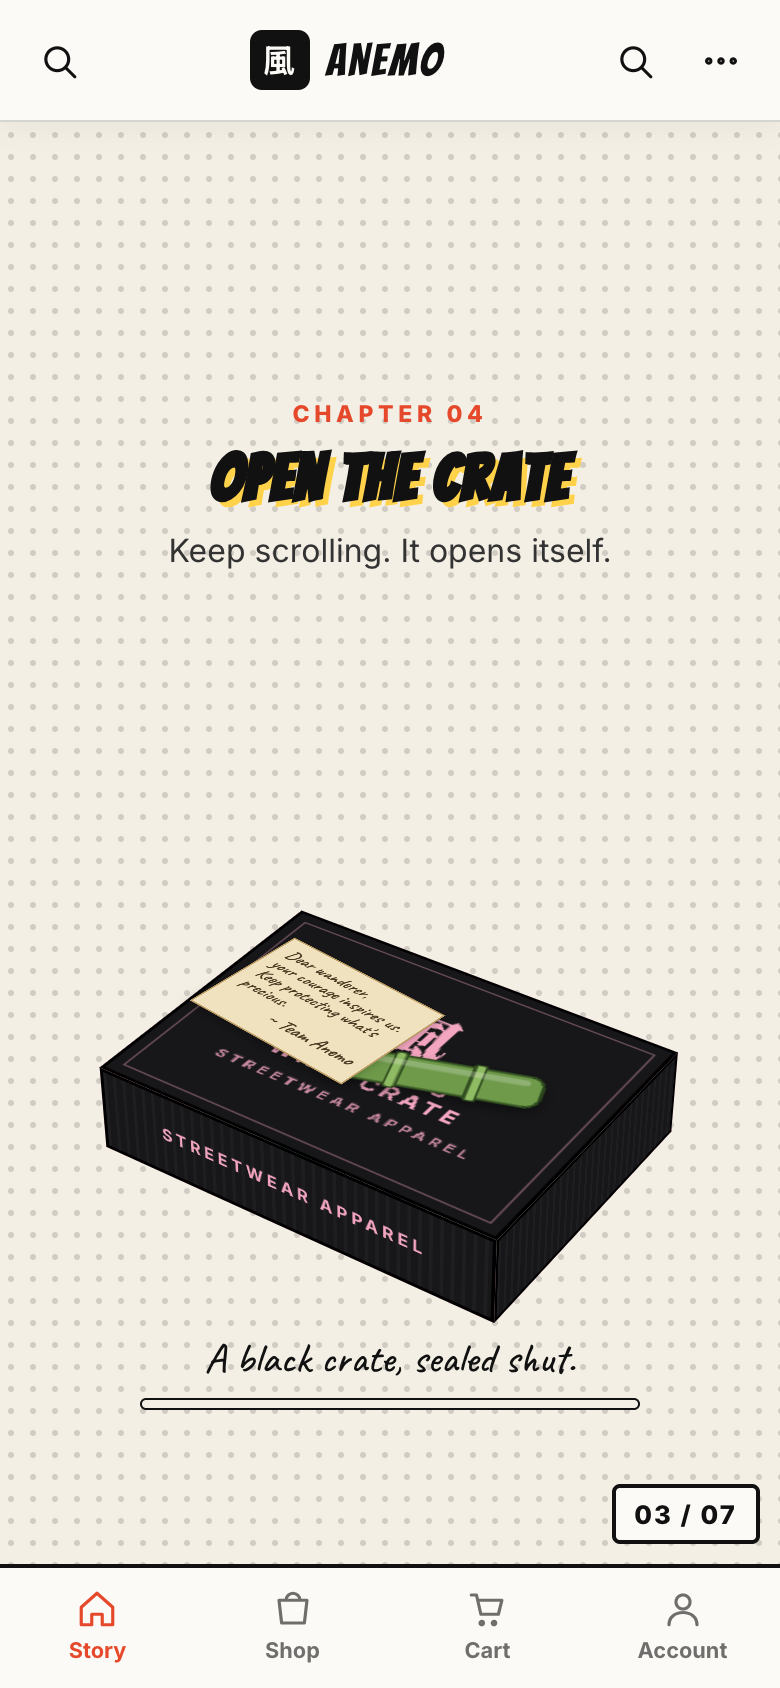 風 ANEMO
CHAPTER 04
OPEN THE CRATE
Keep scrolling. It opens itself.
Dear wanderer,
your courage inspires us.
Keep protecting what's
precious.
~ Team Anemo
風
CRATE
STREETWEAR APPAREL
STREETWEAR APPAREL
A black crate, sealed shut.
03 / 07
Story
Shop
Cart
Account